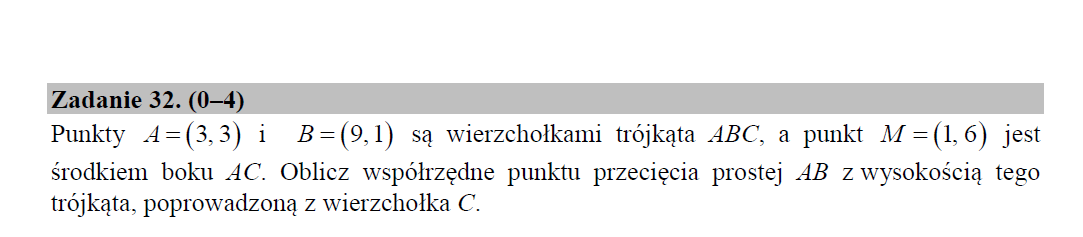 Zadanie 32. (0–4)
Punkty A = (3, 3) i B = (9, 1) są wierzchołkami trójkąta ABC, a punkt M = (1, 6) jest
środkiem boku AC. Oblicz współrzędne punktu przecięcia prostej AB z wysokością tego
trójkąta, poprowadzoną z wierzchołka C.